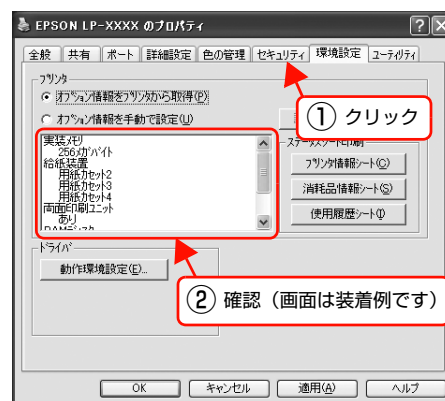 EPSON LP-XXXX のプロパティ
全般 共有 ポート 詳細設定 色の管理 セキュリティ 環境設定 ユーティリティ
① クリック
プリンタ
オプション情報をプリンタから取得(P)
オプション情報を手動で設定(U)
実装メモリ
256メガバイト
給紙装置
用紙カセット2
用紙カセット3
用紙カセット4
両面印刷ユニット
あり
RAMディスク
ステータスシート印刷
プリンタ情報シート(C)
消耗品情報シート(S)
使用履歴シート(I)
ドライバ
動作環境設定(E)...
② 確認（画面は装着例です）
OK キャンセル 適用(A) ヘルプ